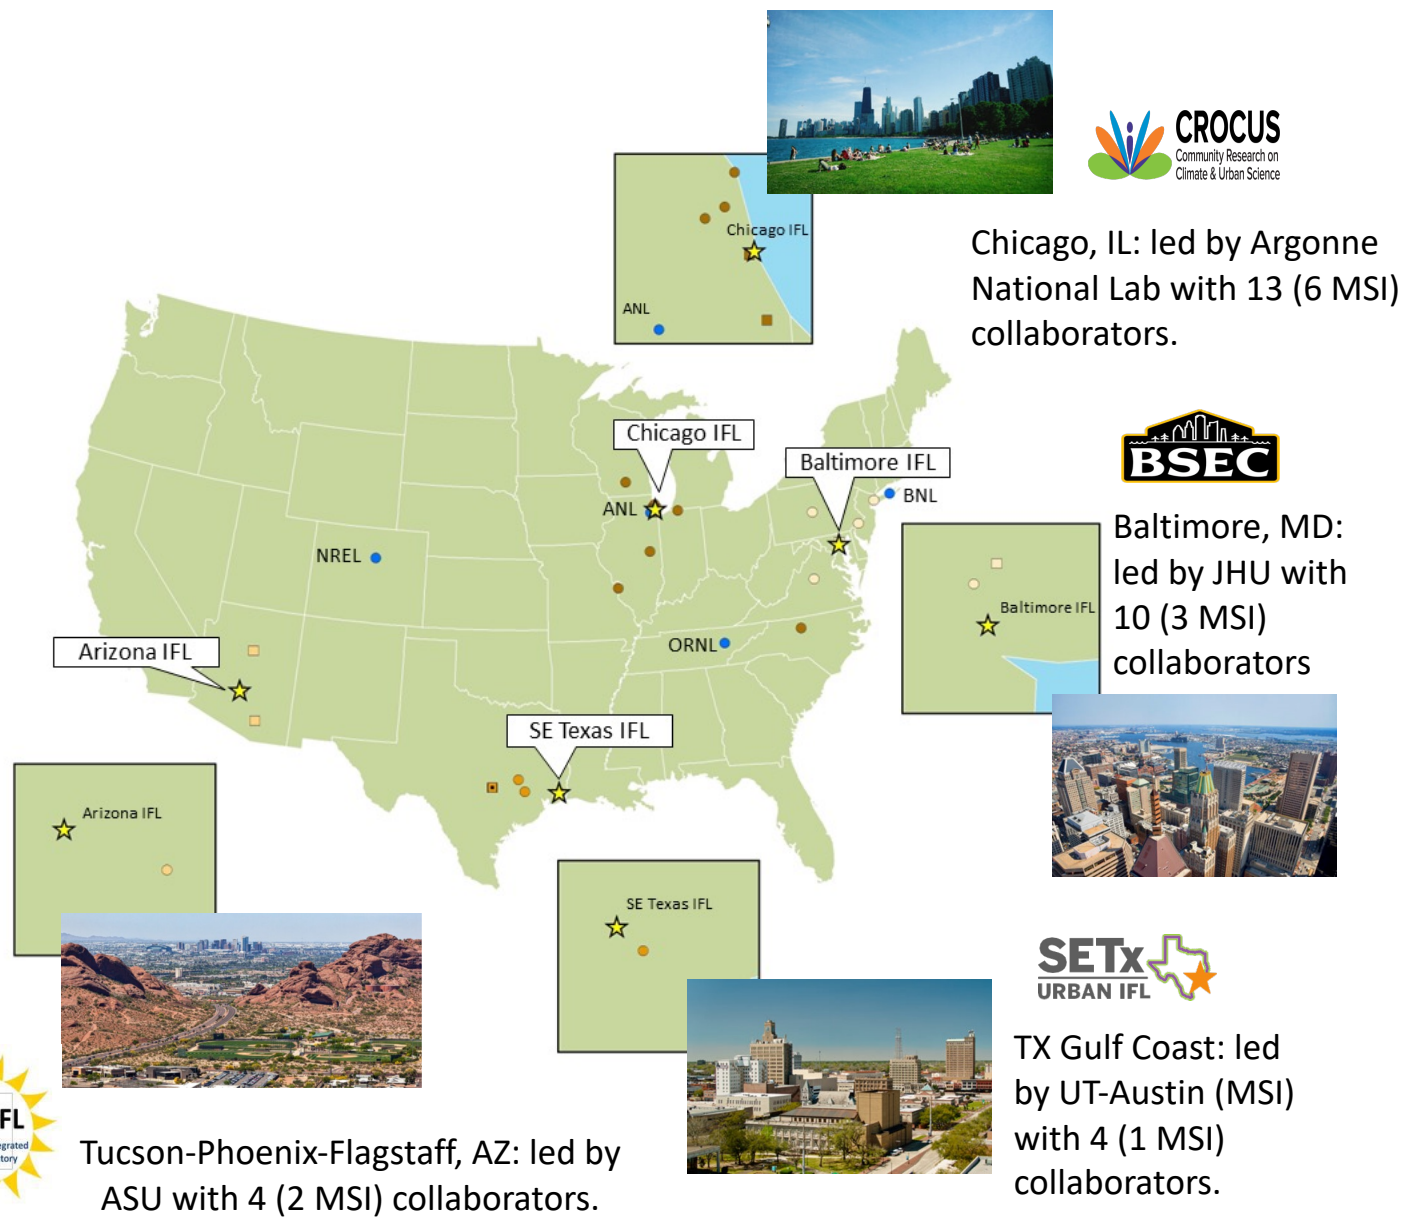 CROCUS
Community Research on
Climate & Urban Science
Chicago IFL
ANL
Chicago, IL: led by Argonne
National Lab with 13 (6 MSI)
collaborators.
Chicago IFL
Baltimore IFL
ANL
BNL
NREL
ORNL
Arizona IFL
SE Texas IFL
BSEC
Baltimore, MD:
led by JHU with
10 (3 MSI)
collaborators
Baltimore IFL
Arizona IFL
SE Texas IFL
SETx
URBAN IFL
TX Gulf Coast: led
by UT-Austin (MSI)
with 4 (1 MSI)
collaborators.
FL
egrated
tory
Tucson-Phoenix-Flagstaff, AZ: led by
ASU with 4 (2 MSI) collaborators.